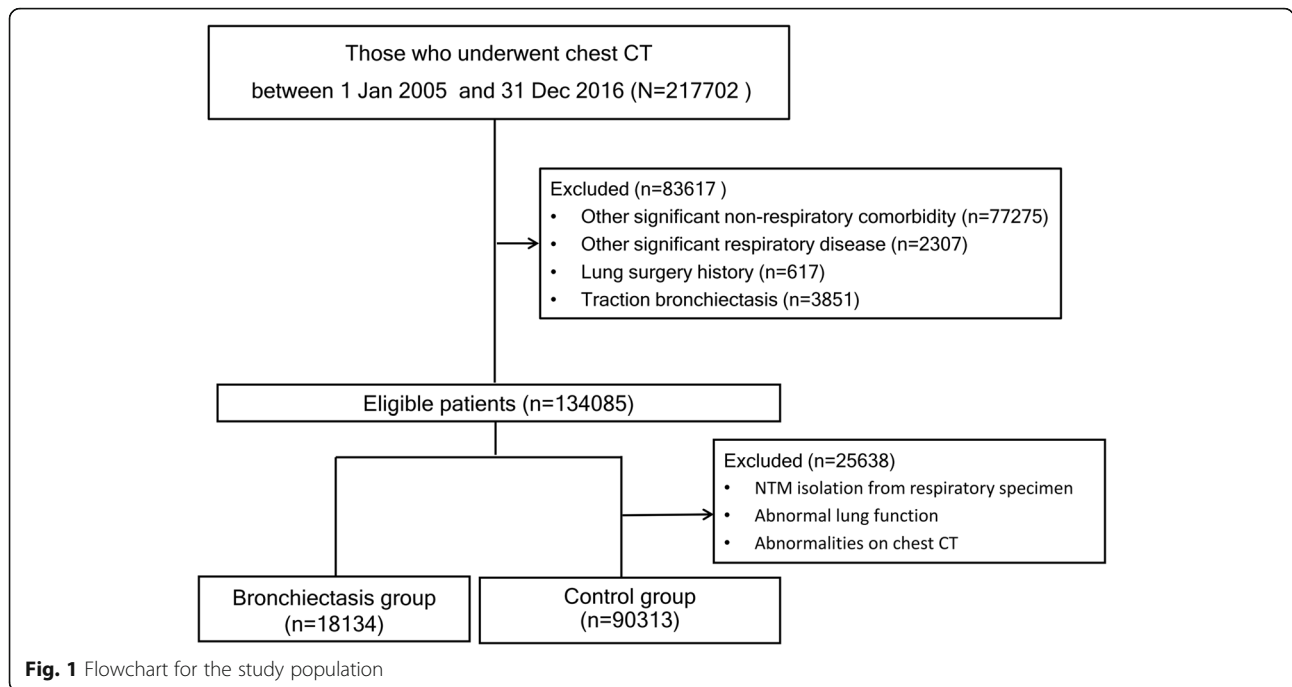 Those who underwent chest CT
between 1 Jan 2005 and 31 Dec 2016 (N=217702 )
Excluded (n=83617 )
• Other significant non-respiratory comorbidity (n=77275)
• Other significant respiratory disease (n=2307)
• Lung surgery history (n=617)
• Traction bronchiectasis (n=3851)
Eligible patients (n=134085)
Excluded (n=25638)
• NTM isolation from respiratory specimen
• Abnormal lung function
• Abnormalities on chest CT
Bronchiectasis group
(n=18134)
Control group
(n=90313)
Fig. 1 Flowchart for the study population